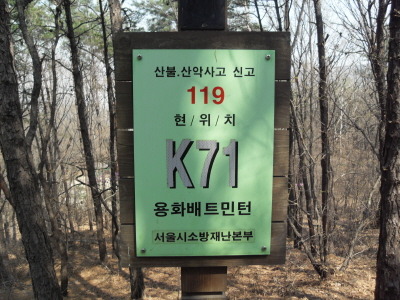 산불.산악사고 신고
119
현/위/치
K71
용화배트민턴
서울시소방재난본부